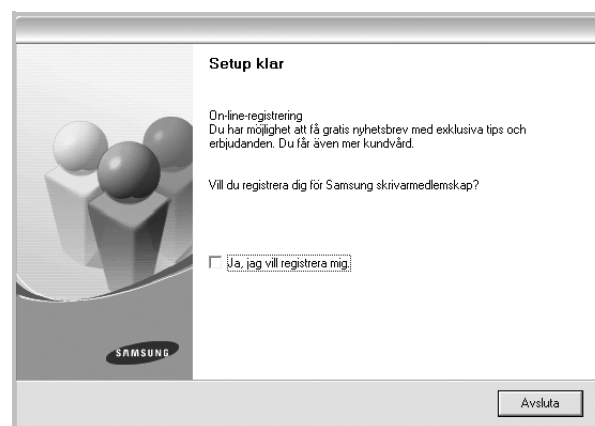 Setup klar
On-line-registrering
Du har möjlighet att få gratis nyhetsbrev med exklusiva tips och
erbjudanden. Du får även mer kundvård.
Vill du registrera dig för Samsung skrivarmedlemskap?
Ja, jag vill registrera mig.
SAMSUNG
Avsluta